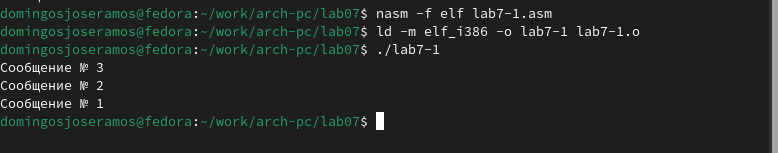 domingosjoseramos@fedora:~/work/arch-pc/lab07$ nasm -f elf lab7-1.asm
domingosjoseramos@fedora:~/work/arch-pc/lab07$ ld -m elf_i386 -o lab7-1 lab7-1.o
domingosjoseramos@fedora:~/work/arch-pc/lab07$ ./lab7-1
Сообщение № 3
Сообщение № 2
Сообщение № 1
domingosjoseramos@fedora:~/work/arch-pc/lab07$